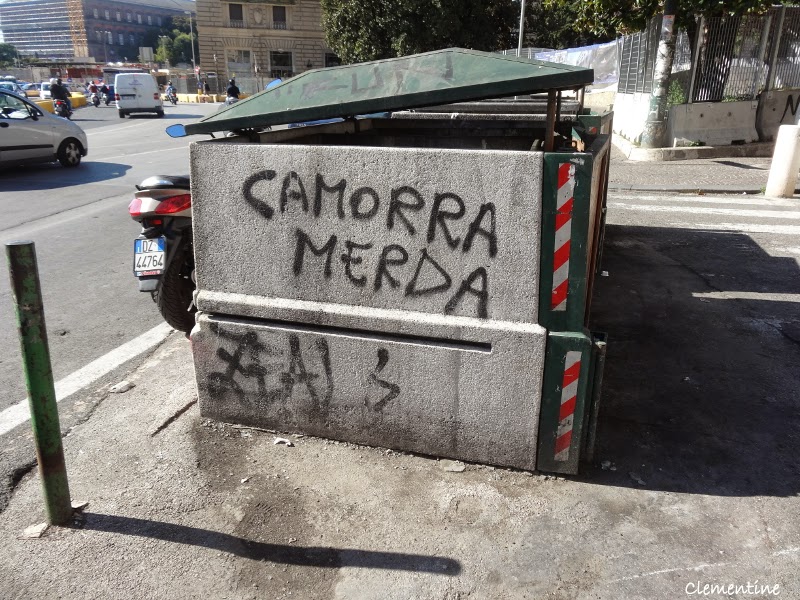 CAMORRA
MERDA
DZ
44764
Clementine